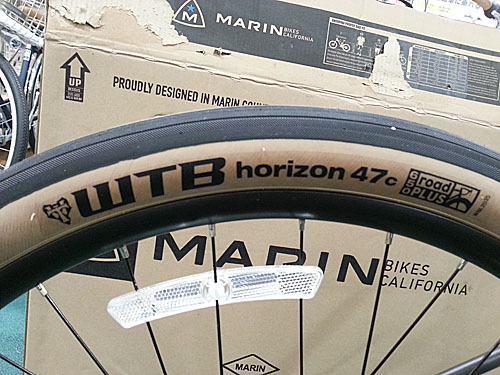 MARIN BIKES
CALIFORNIA
UP
PROUDLY DESIGNED IN MARIN
WTB horizon 47c road PLUS
MARIN BIKES
CALIFORNIA
MARIN